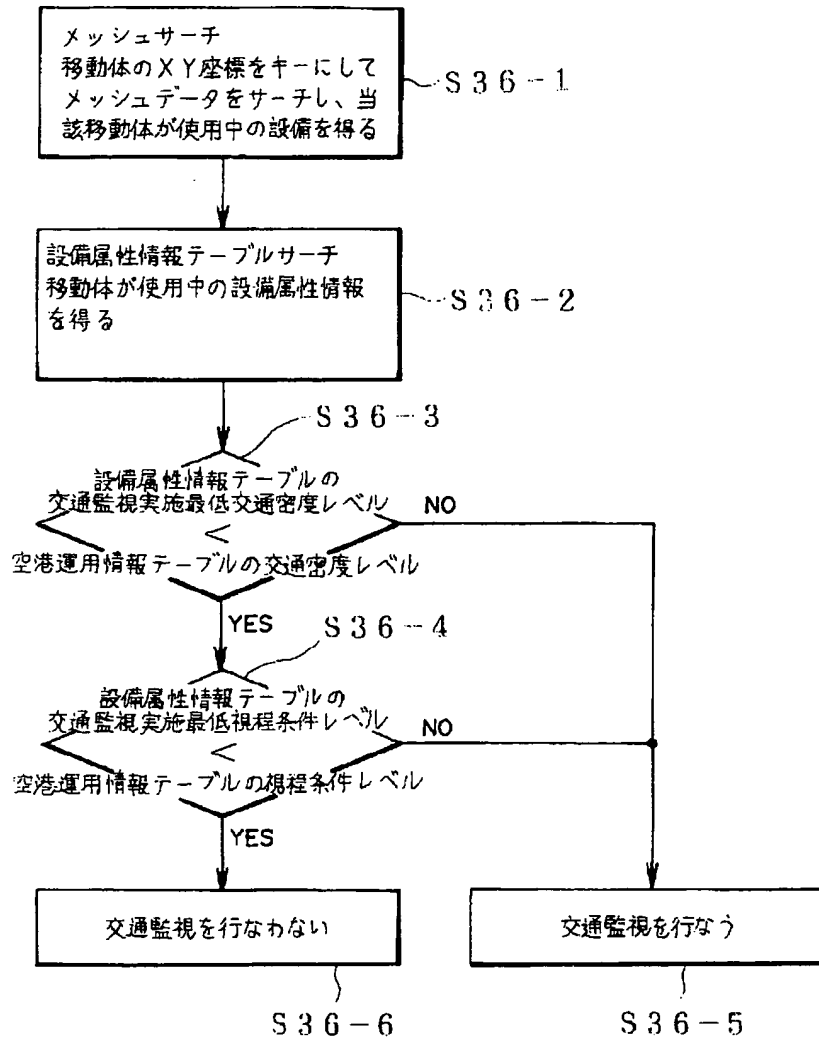 メッシュサーチ
移動体のXY座標をキーにして
メッシュデータをサーチし、当
該移動体が使用中の設備を得る
S36-1
設備属性情報テーブルサーチ
移動体が使用中の設備属性情報
を得る
S36-2
S36-3
設備属性情報テーブルの
交通監視実施最低交通密度レベル
<
空港運用情報テーブルの交通密度レベル
NO
YES
S36-4
設備属性情報テーブルの
交通監視実施最低視程条件レベル
<
空港運用情報テーブルの視程条件レベル
NO
YES
交通監視を行なわない
交通監視を行なう
S36-6
S36-5